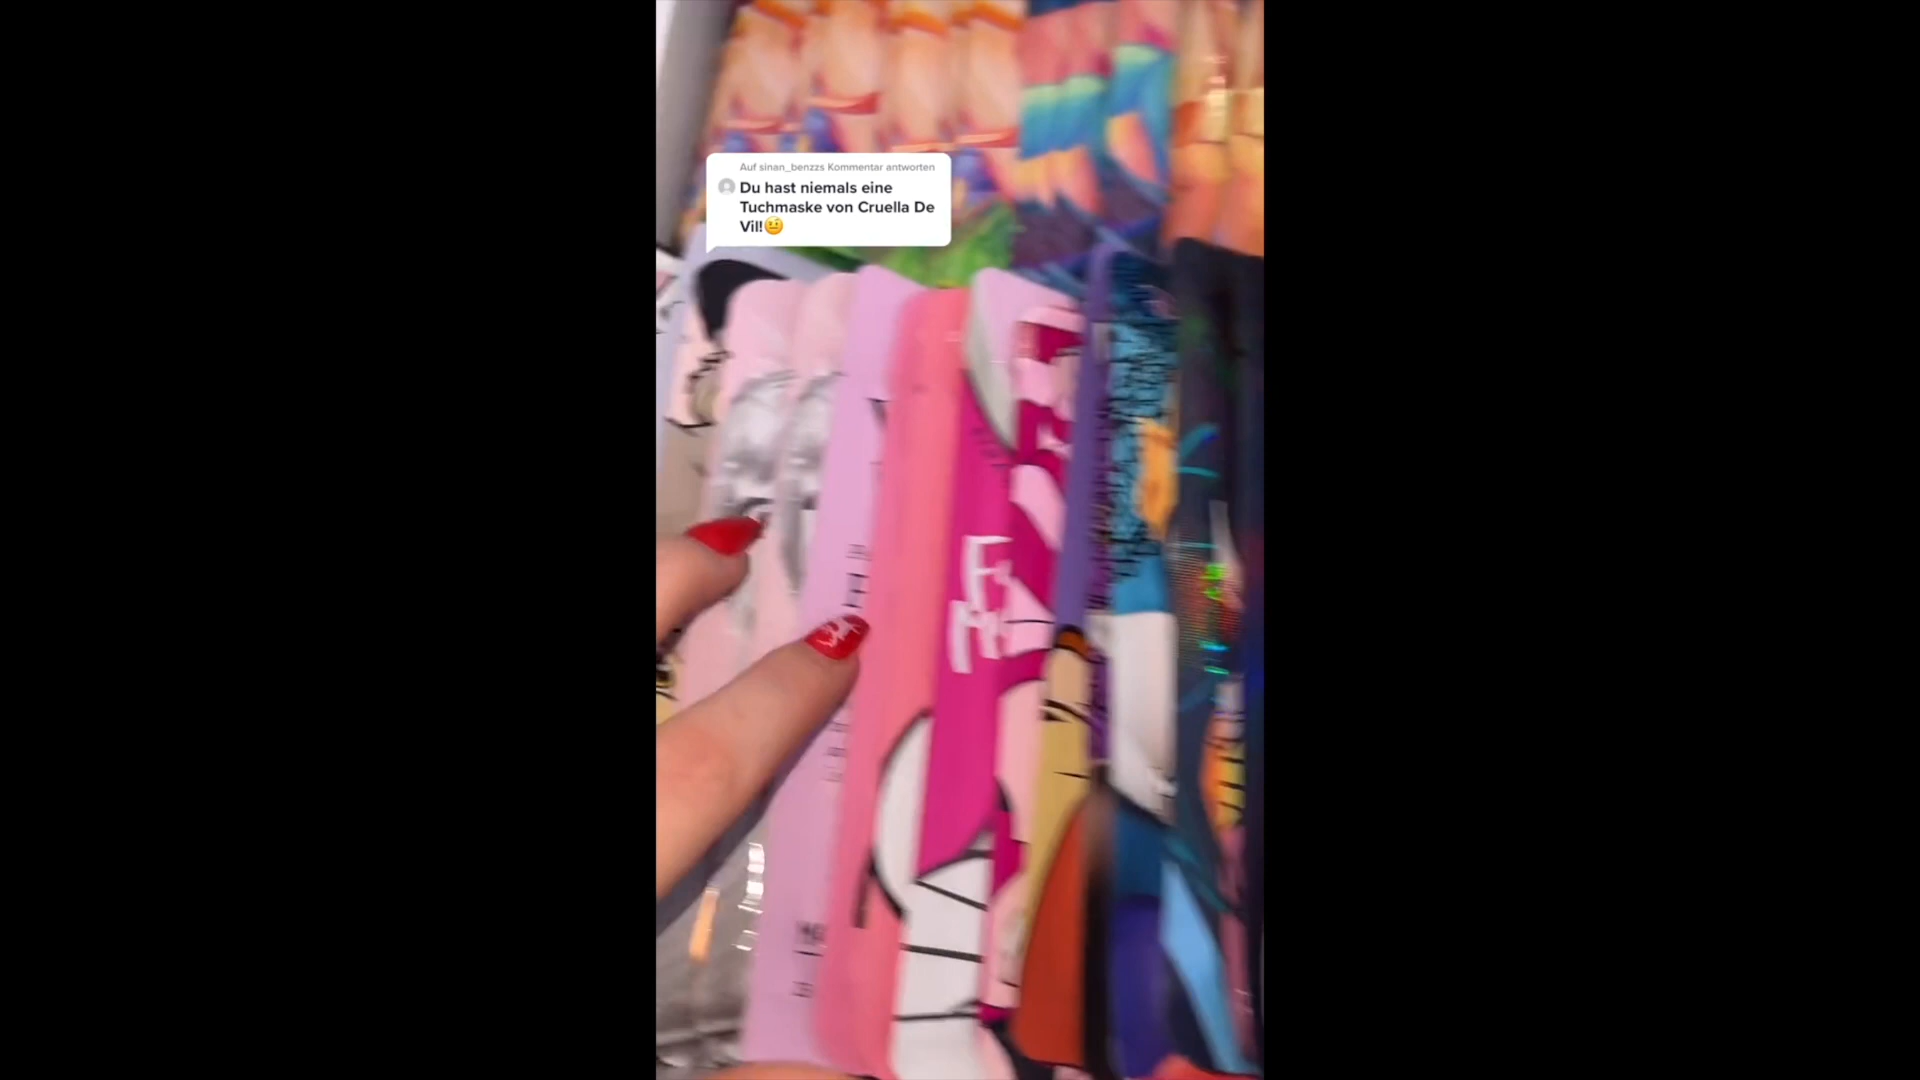 Auf sinan_benzzs Kommentar antworten
Du hast niemals eine
Tuchmaske von Cruella De
Vil!🤨